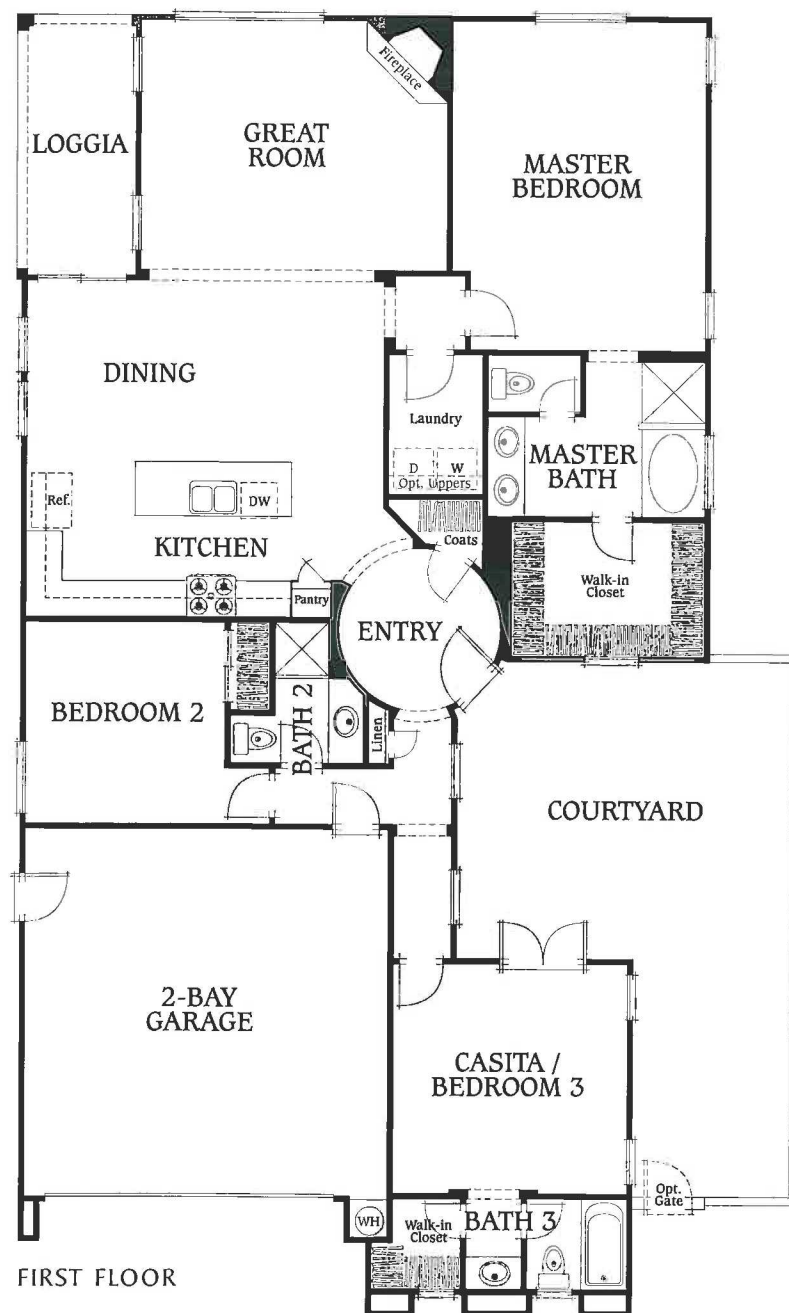 Fireplace
LOGGIA
GREAT
ROOM
MASTER
BEDROOM
DINING
Laundry
D W
Opt. Uppers
MASTER
BATH
Ref.
DW
KITCHEN
Coats
Pantry
ENTRY
Walk-in
Closet
BEDROOM 2
BATH 2
Linen
COURTYARD
2-BAY
GARAGE
CASITA /
BEDROOM 3
Opt.
Gate
WH
Walk-in
Closet
BATH 3
FIRST FLOOR